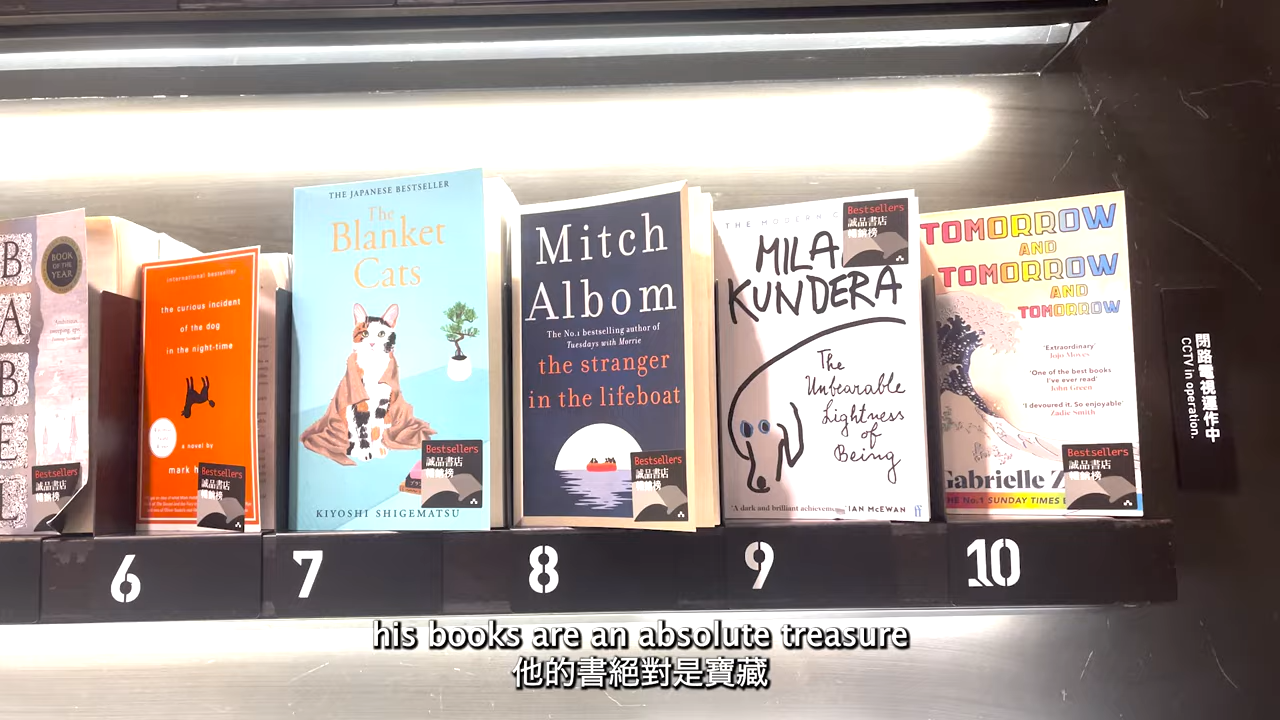 BABEL
BOOK
OF THE
YEAR
international bestseller
the curious incident
of the dog
in the night-time
a novel by
mark h
Bestsellers
誠品書店
暢銷榜
Bestsellers
誠品書店
暢銷榜
THE JAPANESE BESTSELLER
The
Blanket
Cats
KIYOSHI SHIGEMATSU
Bestsellers
誠品書店
暢銷榜
Mitch
Albom
The No.1 bestselling author of
Tuesdays with Morrie
the stranger
in the lifeboat
Bestsellers
誠品書店
暢銷榜
THE MODERN C
MILA
KUNDERA
The
Unbearable
Lightness
of
Being
'A dark and brilliant achievem
IAN McEWAN
ff
Bestsellers
誠品書店
暢銷榜
TOMORROW
AND
TOMORROW
AND
TOMORROW
'Extraordinary'
Jojo Moyes
'One of the best books
I've ever read'
John Green
'I devoured it. So enjoyable'
Zadie Smith
Gabrielle Z
HE No.1 SUNDAY TIMES B
Bestsellers
誠品書店
暢銷榜
閉路電視運作中
CCTV in operation.
6
7
8
9
10
his books are an absolute treasure
他的書絕對是寶藏